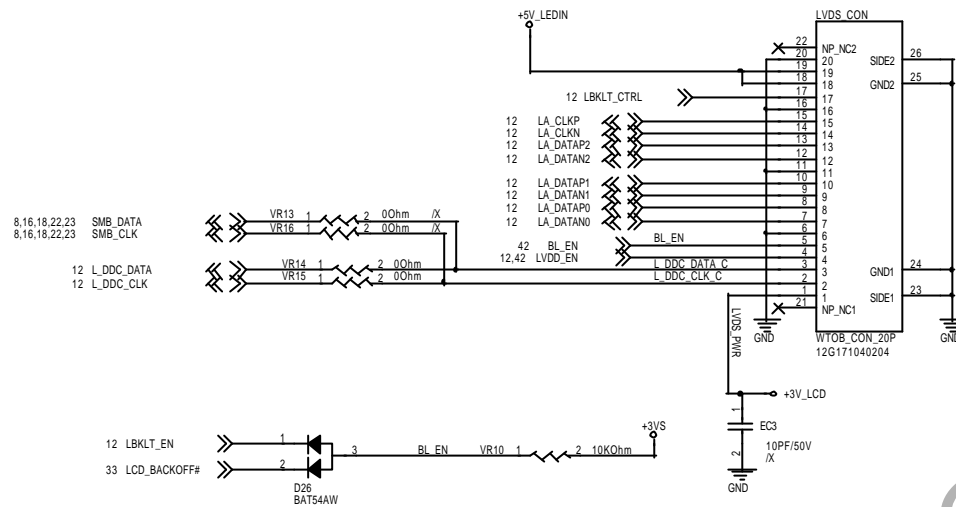 +5V_LEDIN
LVDS_CON
22 NP_NC2
20 20 SIDE2 26
19 19
18 18 GND2 25
12 LBKLT_CTRL 17 17
16 16
12 LA_CLKP 15 15
12 LA_CLKN 14 14
12 LA_DATAP2 13 13
12 LA_DATAN2 12 12
11 11
12 LA_DATAP1 10 10
12 LA_DATAN1 9 9
12 LA_DATAP0 8 8
12 LA_DATAN0 7 7
6 6
8,16,18,22,23 SMB_DATA VR13 1 2 0Ohm /X
8,16,18,22,23 SMB_CLK VR16 1 2 0Ohm /X
42 BL_EN BL_EN 5 5
12,42 LVDD_EN 4 4
12 L_DDC_DATA VR14 1 2 0Ohm L_DDC_DATA_C 3 3 GND1 24
12 L_DDC_CLK VR15 1 2 0Ohm L_DDC_CLK_C 2 2
1 1 SIDE1 23
21 NP_NC1
GND
GND
WTOB_CON_20P
12G171040204
LVDS_PWR
+3V_LCD
1
EC3
10PF/50V
/X
2
GND
+3VS
12 LBKLT_EN 1
3 BL_EN VR10 1 2 10KOhm
33 LCD_BACKOFF# 2
D26
BAT54AW